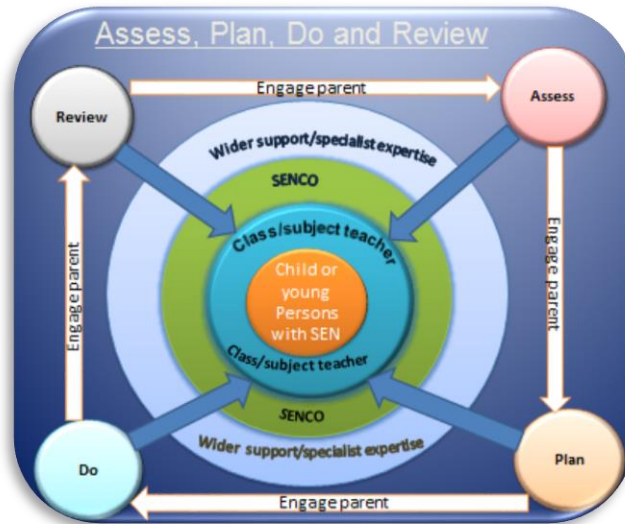 Assess, Plan, Do and Review
Engage parent
Review
Assess
Wider support/specialist expertise
SENCO
Class/subject teacher
Child or
young
Persons
with SEN
Engage parent
Engage parent
Class/subject teacher
SENCO
Wider support/specialist expertise
Do
Plan
Engage parent